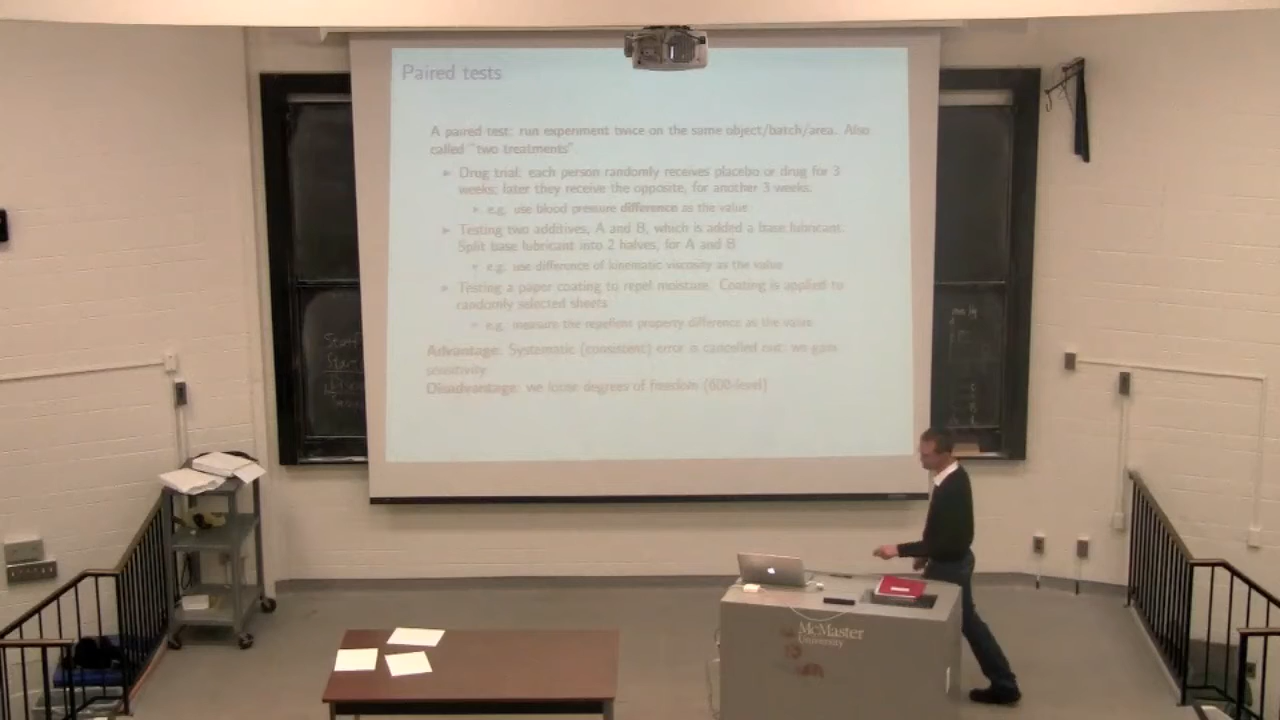 Paired tests
A paired test: run experiment twice on the same object/batch/area. Also
called "two treatments"
Drug trial: each person randomly receives placebo or drug for 3
weeks; later they receive the opposite, for another 3 weeks.
e.g. use blood pressure difference as the value
Testing two additives, A and B, which is added a base lubricant.
Split base lubricant into 2 halves, for A and B
e.g. use difference of kinematic viscosity as the value
Testing a paper coating to repel moisture. Coating is applied to
randomly selected sheets
e.g. measure the repellent property difference as the value
Advantage: Systematic (consistent) error is cancelled out: we gain
sensitivity
Disadvantage: we loose degrees of freedom (600-level)
McMaster
University